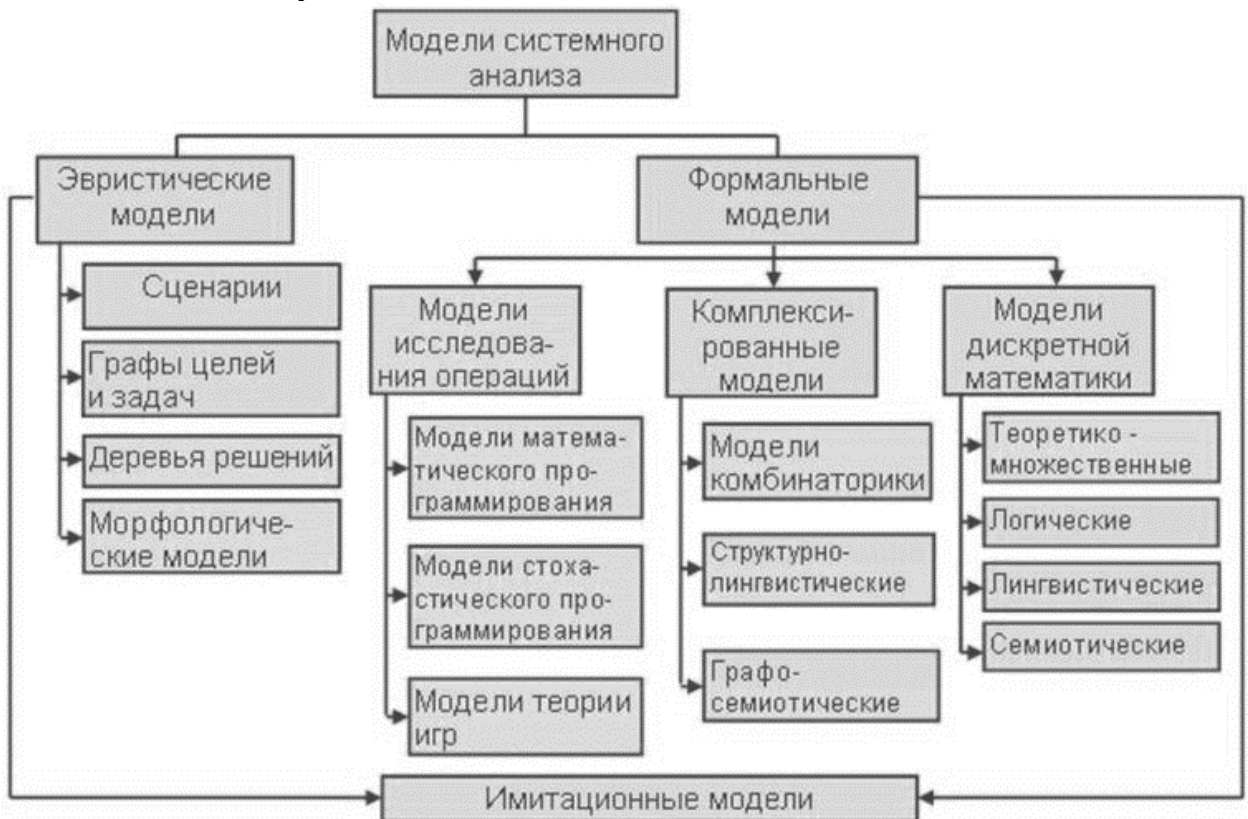 Модели системного
анализа
Эвристические
модели
Формальные
модели
Сценарии
Графы целей
и задач
Деревья решений
Морфологиче-
ские модели
Модели
исследова-
ния операций
Модели матема-
тического про-
граммирования
Модели стоха-
стического про-
граммирования
Модели теории
игр
Комплекси-
рованные
модели
Модели
комбинаторики
Структурно-
лингвистические
Графо-
семиотические
Модели
дискретной
математики
Теоретико -
множественные
Логические
Лингвистические
Семиотические
Имитационные модели